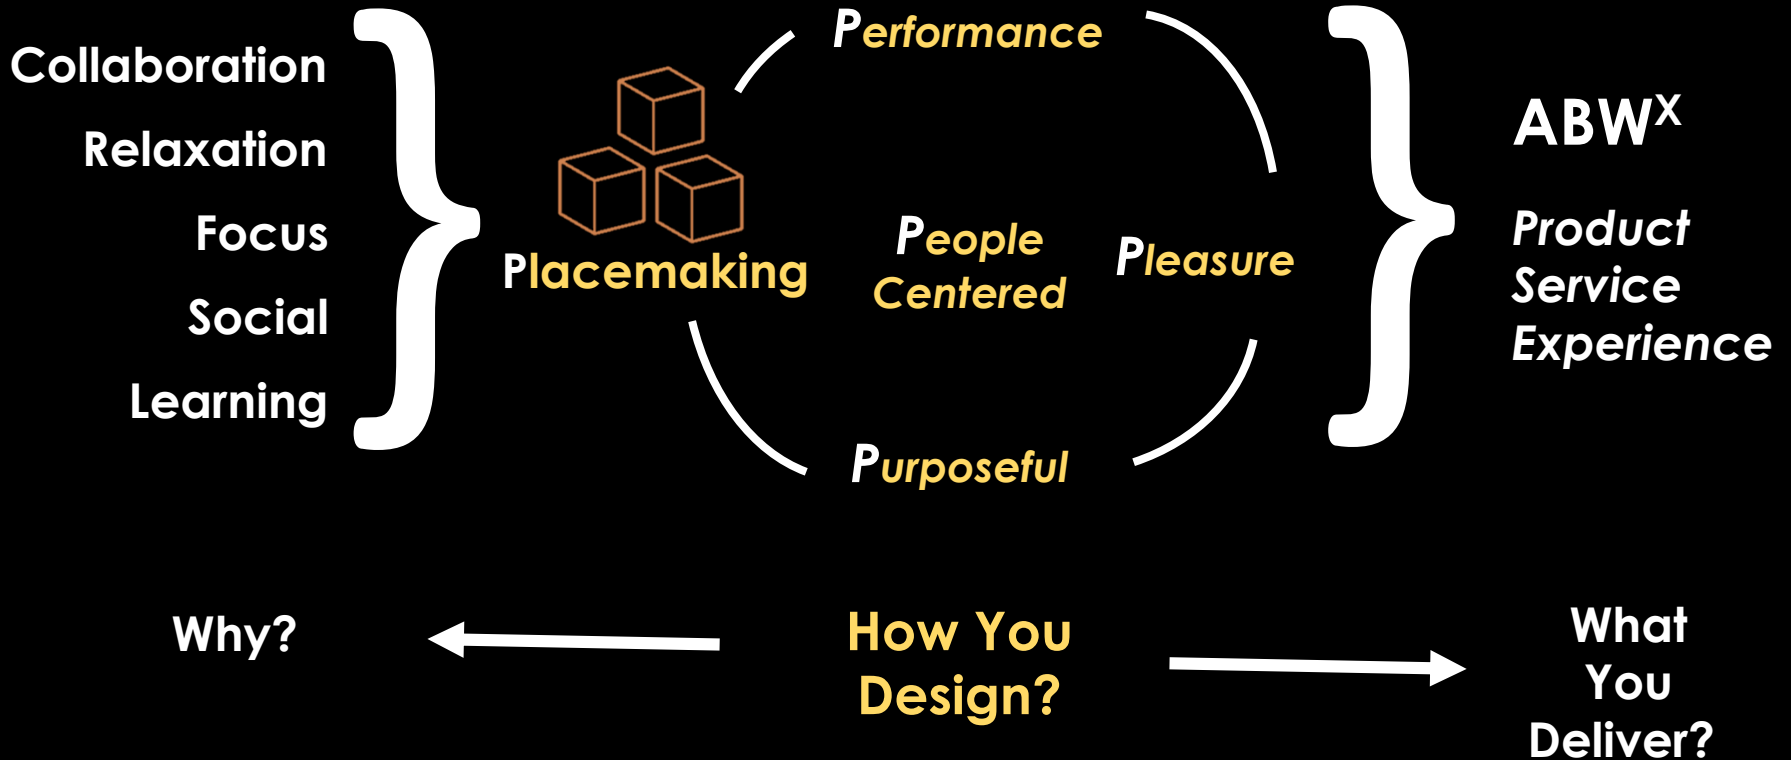 Collaboration
Relaxation
Focus
Social
Learning
Placemaking
Performance
People
Centered
Pleasure
Purposeful
ABWX
Product
Service
Experience
Why?
How You
Design?
What
You
Deliver?